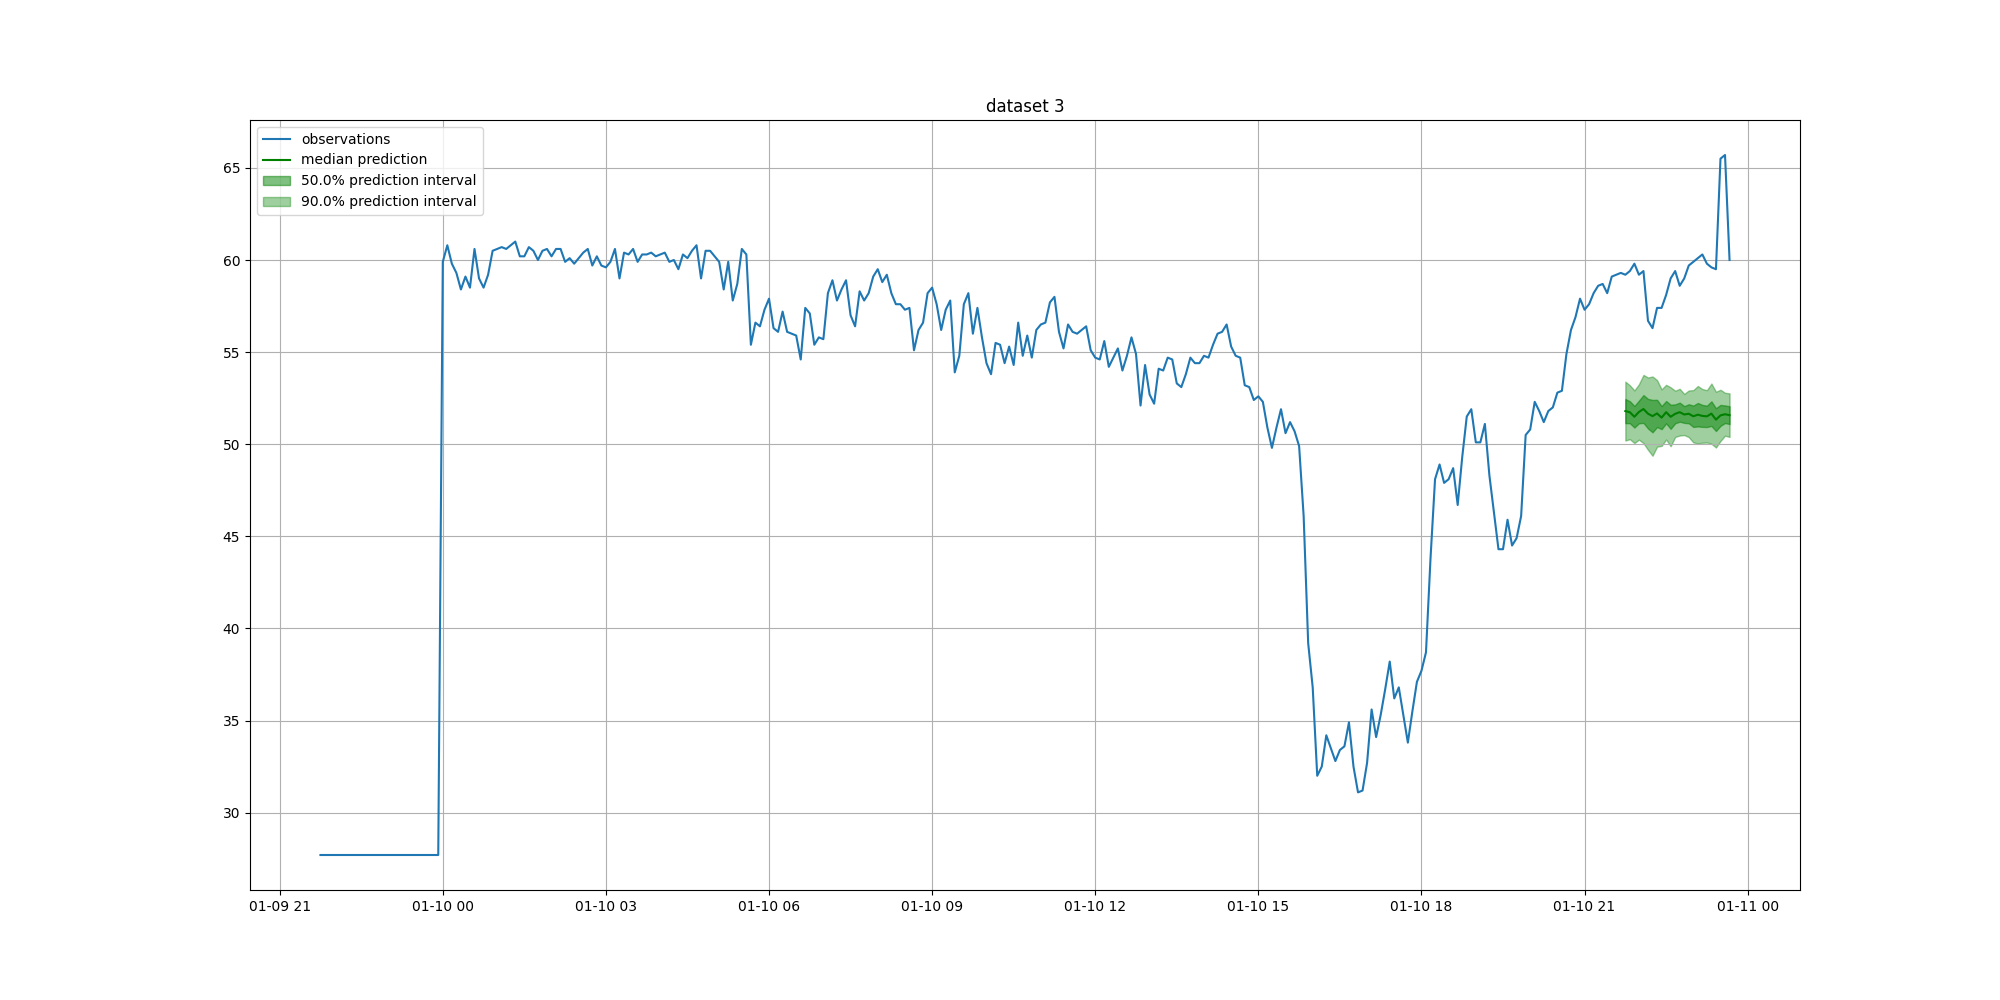 dataset 3
observations
median prediction
50.0% prediction interval
90.0% prediction interval
65
60
55
50
45
40
35
30
01-09 21 01-10 00 01-10 03 01-10 06 01-10 09 01-10 12 01-10 15 01-10 18 01-10 21 01-11 00